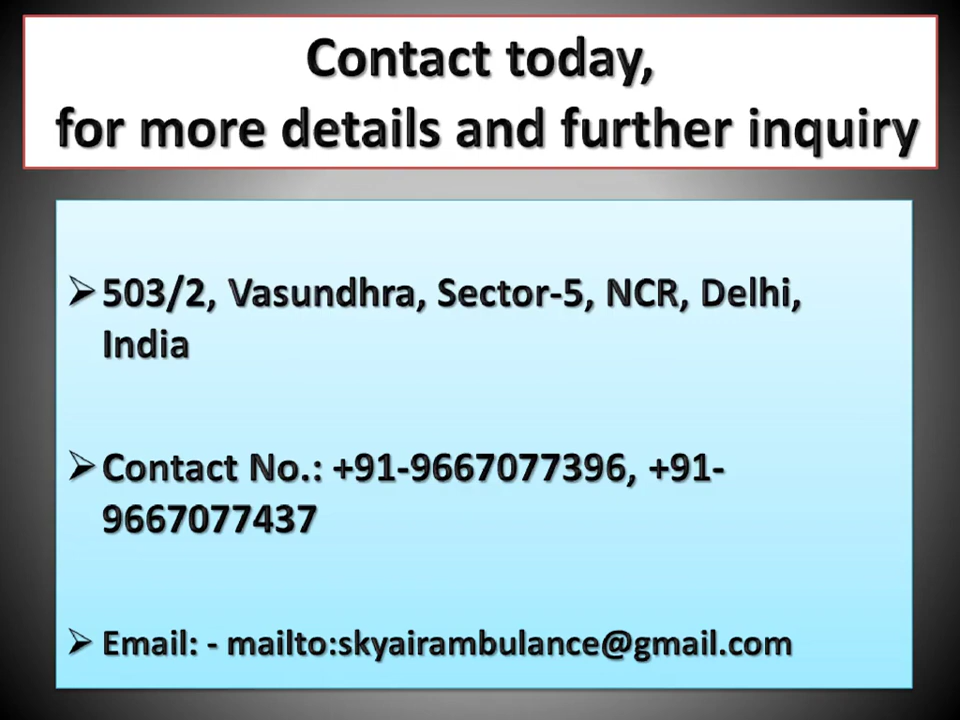 Contact today,
for more details and further inquiry
➢503/2, Vasundhra, Sector-5, NCR, Delhi,
India
➢Contact No.: +91-9667077396, +91-
9667077437
➢ Email: - mailto:skyairambulance@gmail.com